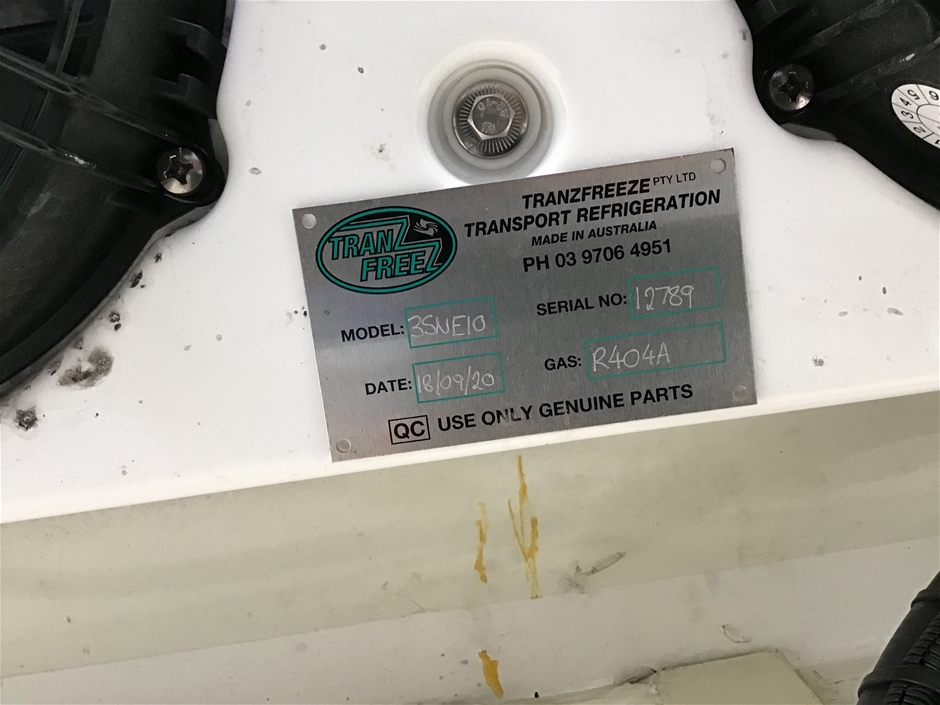 TRANZFREEZE PTY LTD
TRANSPORT REFRIGERATION
MADE IN AUSTRALIA
PH 03 9706 4951
TRANZ
FREEZ
MODEL: 3SNE10
SERIAL NO: 12789
DATE: 18/09/20
GAS: R404A
QC USE ONLY GENUINE PARTS